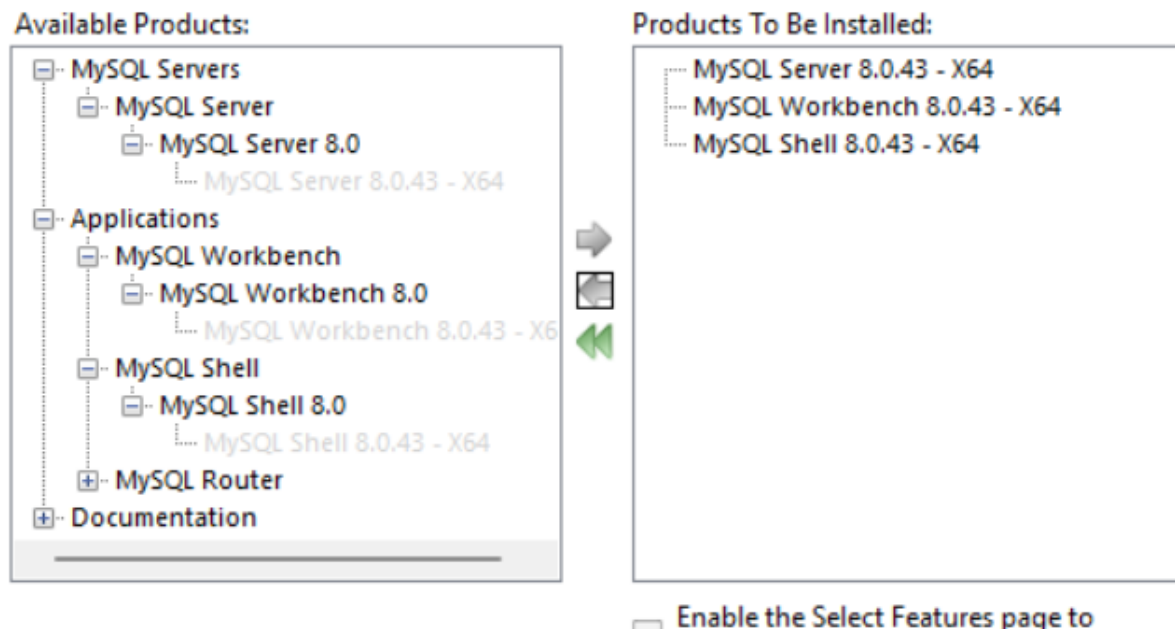 Available Products:
MySQL Servers
MySQL Server
MySQL Server 8.0
MySQL Server 8.0.43 - X64
Applications
MySQL Workbench
MySQL Workbench 8.0
MySQL Workbench 8.0.43 - X6
MySQL Shell
MySQL Shell 8.0
MySQL Shell 8.0.43 - X64
MySQL Router
Documentation
Products To Be Installed:
MySQL Server 8.0.43 - X64
MySQL Workbench 8.0.43 - X64
MySQL Shell 8.0.43 - X64
Enable the Select Features page to